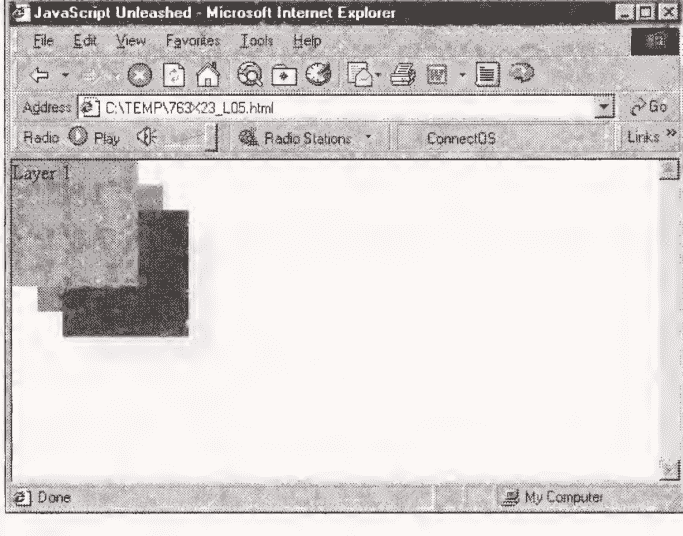 JavaScript Unleashed - Microsoft Internet Explorer
File Edit View Favorites Tools Help
Address C:\TEMP\763X23_L05.html Go
Radio Play Radio Stations ConnectOS Links »
Layer 1
Done My Computer